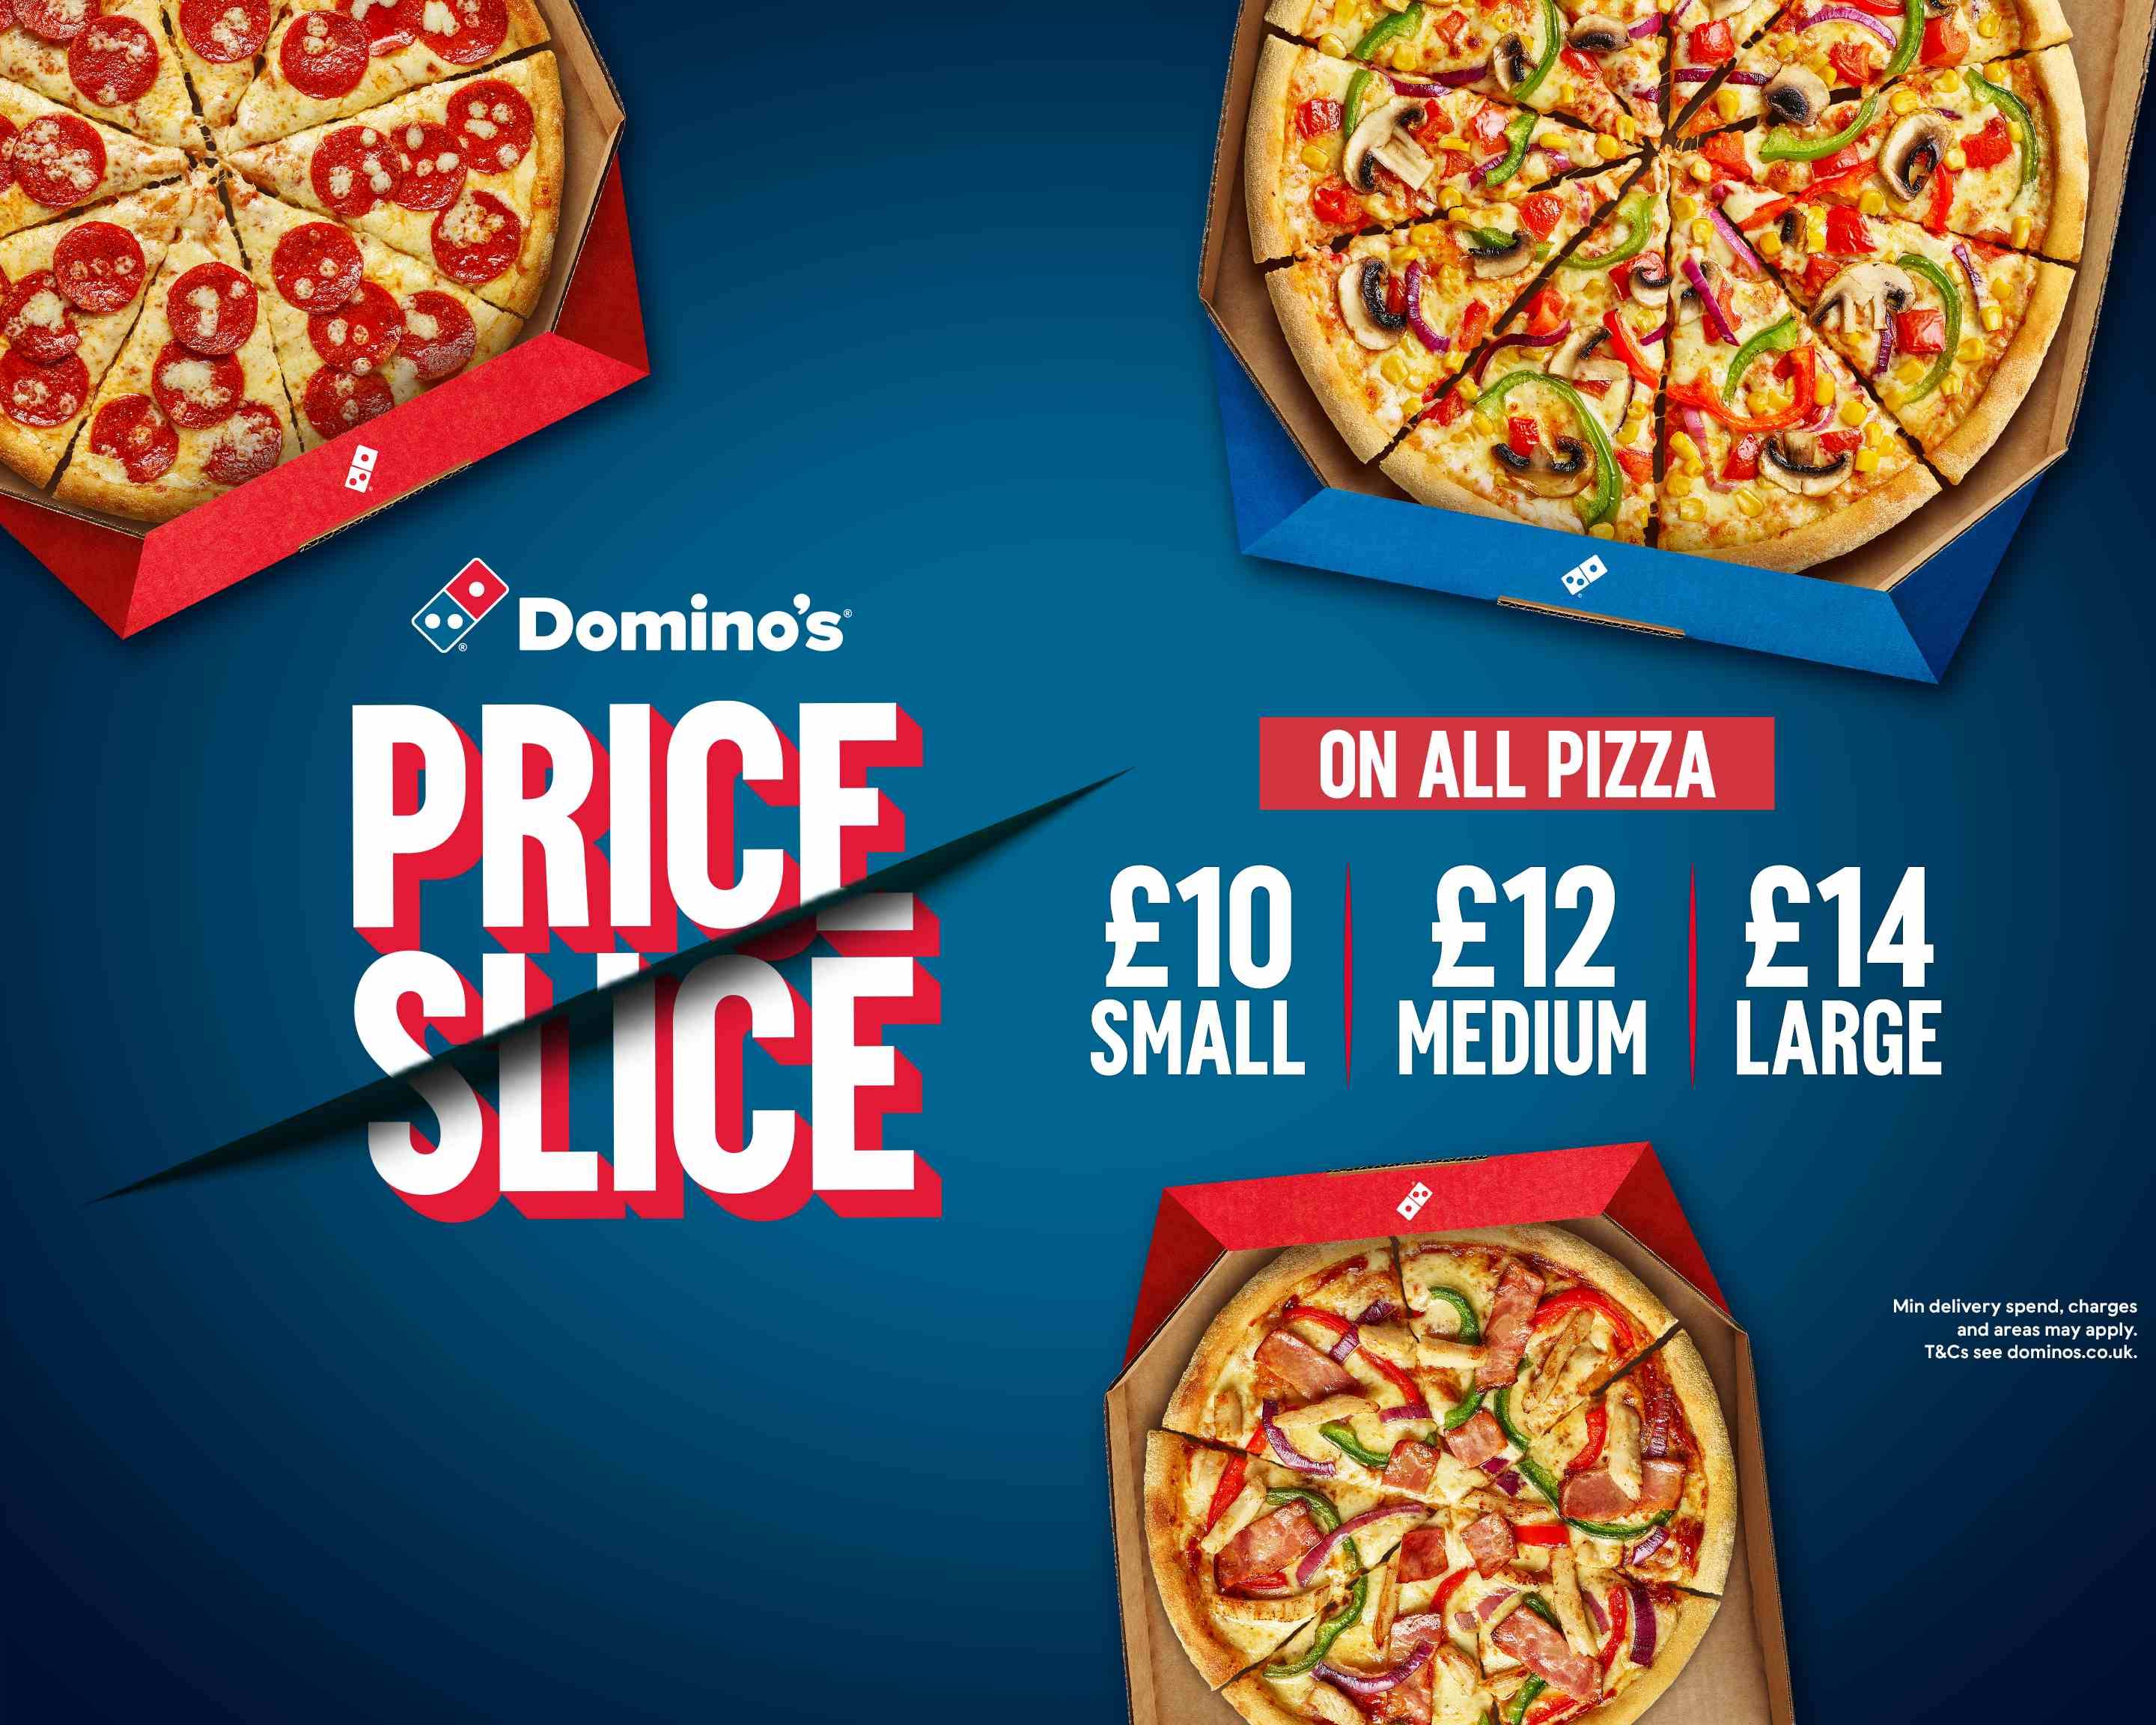 Domino's®
PRICE
SLICE
ON ALL PIZZA
£10
SMALL
£12
MEDIUM
£14
LARGE
Min delivery spend, charges
and areas may apply.
T&Cs see dominos.co.uk.